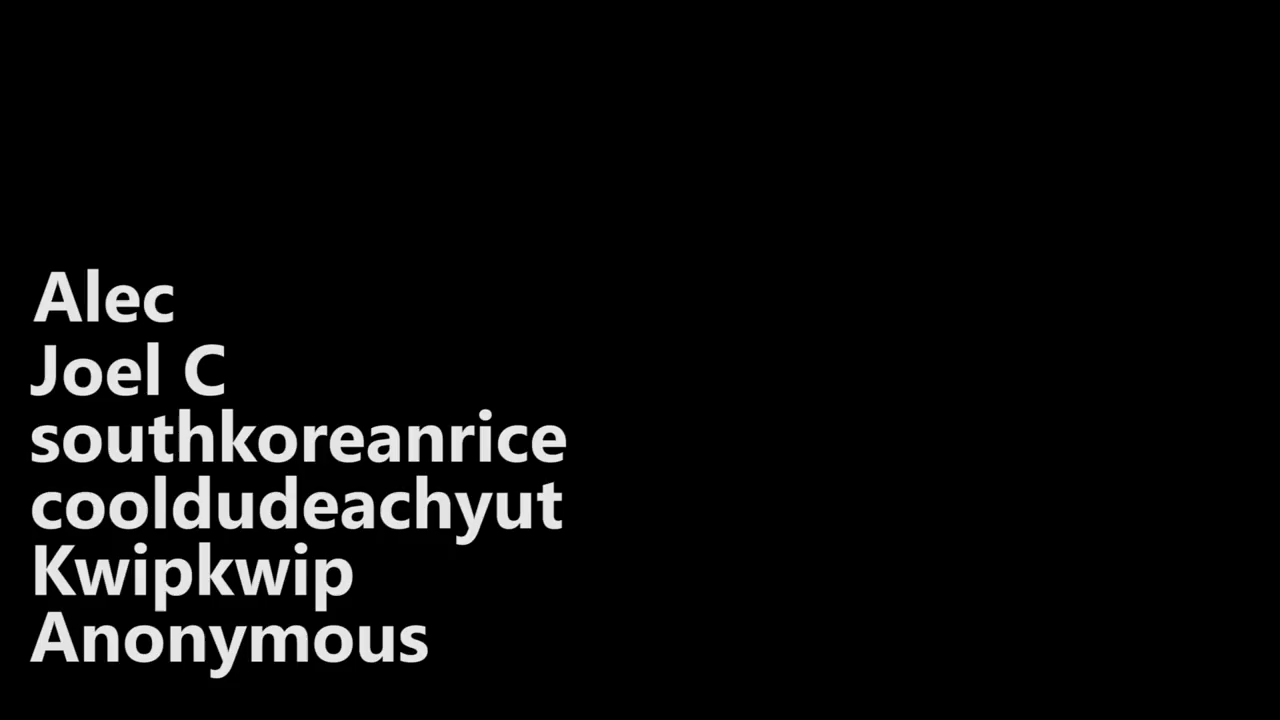 Alec
Joel C
southkoreanrice
cooldudeachyut
Kwipkwip
Anonymous